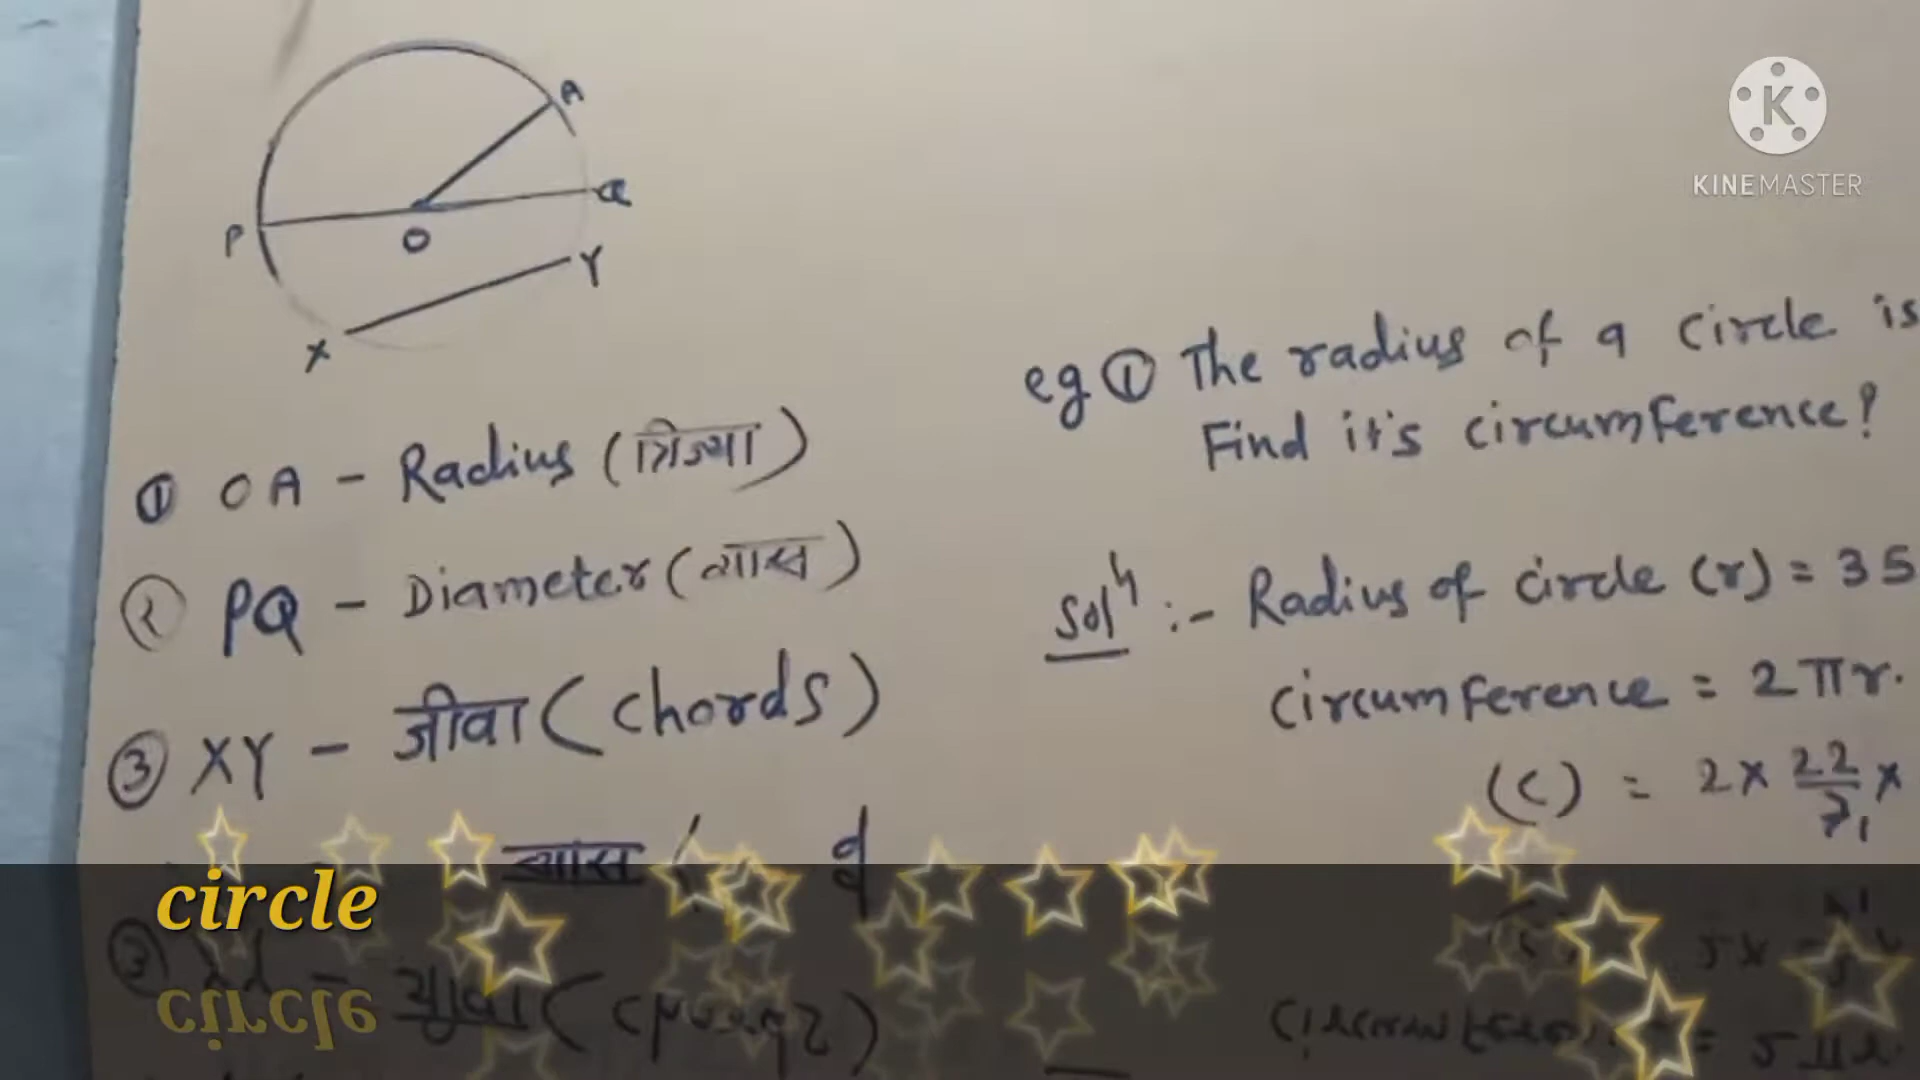 A
Q
P
O
Y
X
① OA - Radius (त्रिज्या)
② PQ - Diameter (व्यास)
③ XY - जीवा (chords)
व्यास (
eg ① The radius of a circle is
Find it's circumference?
Solⁿ :- Radius of circle (r) = 35
circumference = 2πr.
(C) = 2 × 22/7 ×
1
circle
K
KINEMASTER